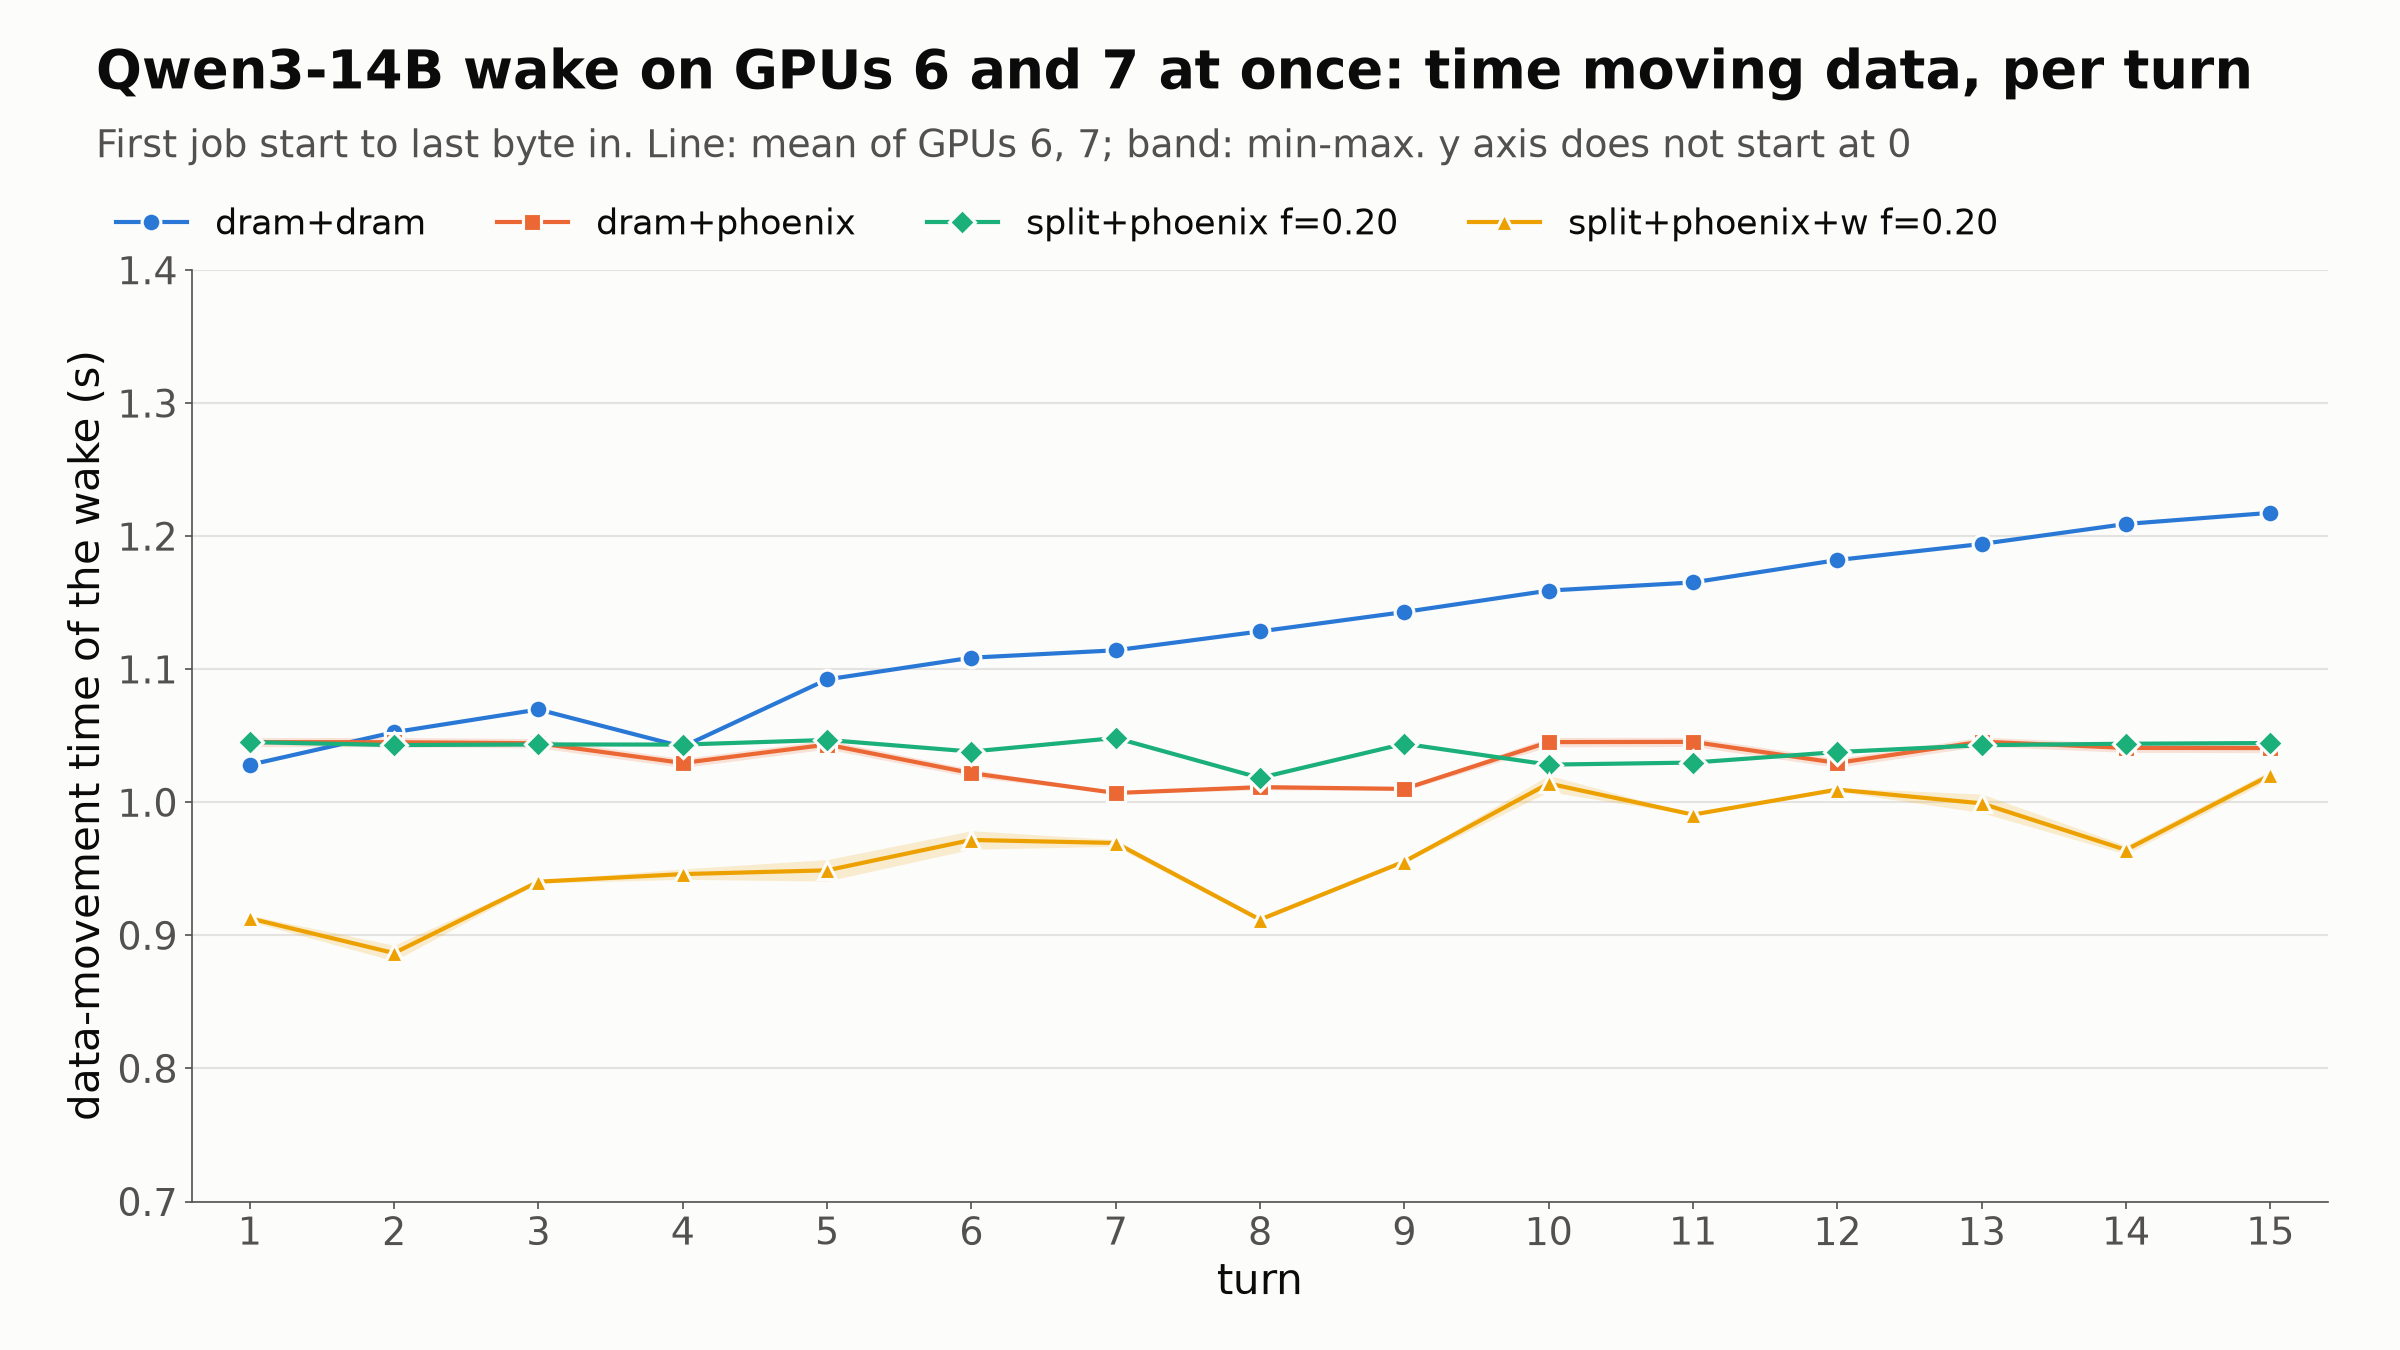 Qwen3-14B wake on GPUs 6 and 7 at once: time moving data, per turn
First job start to last byte in. Line: mean of GPUs 6, 7; band: min-max. y axis does not start at 0
dram+dram dram+phoenix split+phoenix f=0.20 split+phoenix+w f=0.20
data-movement time of the wake (s)
1.4
1.3
1.2
1.1
1.0
0.9
0.8
0.7
1 2 3 4 5 6 7 8 9 10 11 12 13 14 15
turn